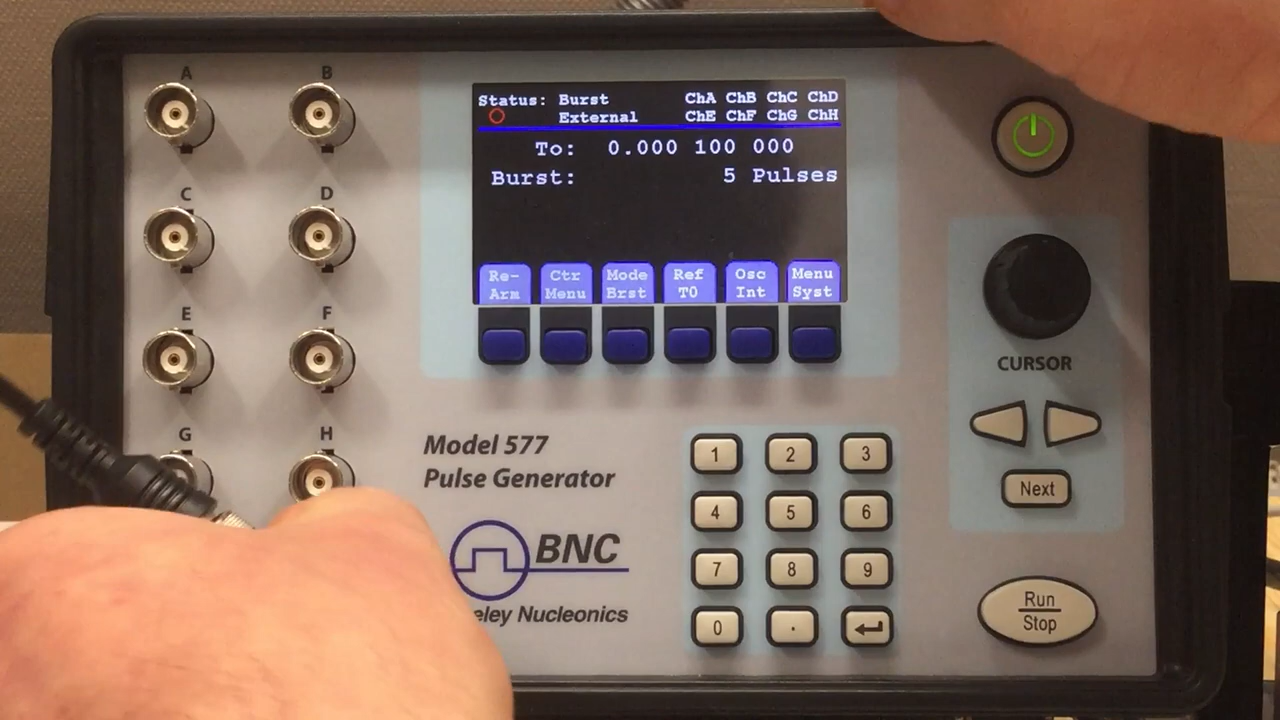 A B
C D
E F
G H
Status: Burst ChA ChB ChC ChD
External ChE ChF ChG ChH
To: 0.000 100 000
Burst: 5 Pulses
Re-Arm Ctr Menu Mode Brst Ref T0 Osc Int Menu Syst
CURSOR
Next
Model 577
Pulse Generator
BNC
eley Nucleonics
1 2 3
4 5 6
7 8 9
0 .
Run
Stop